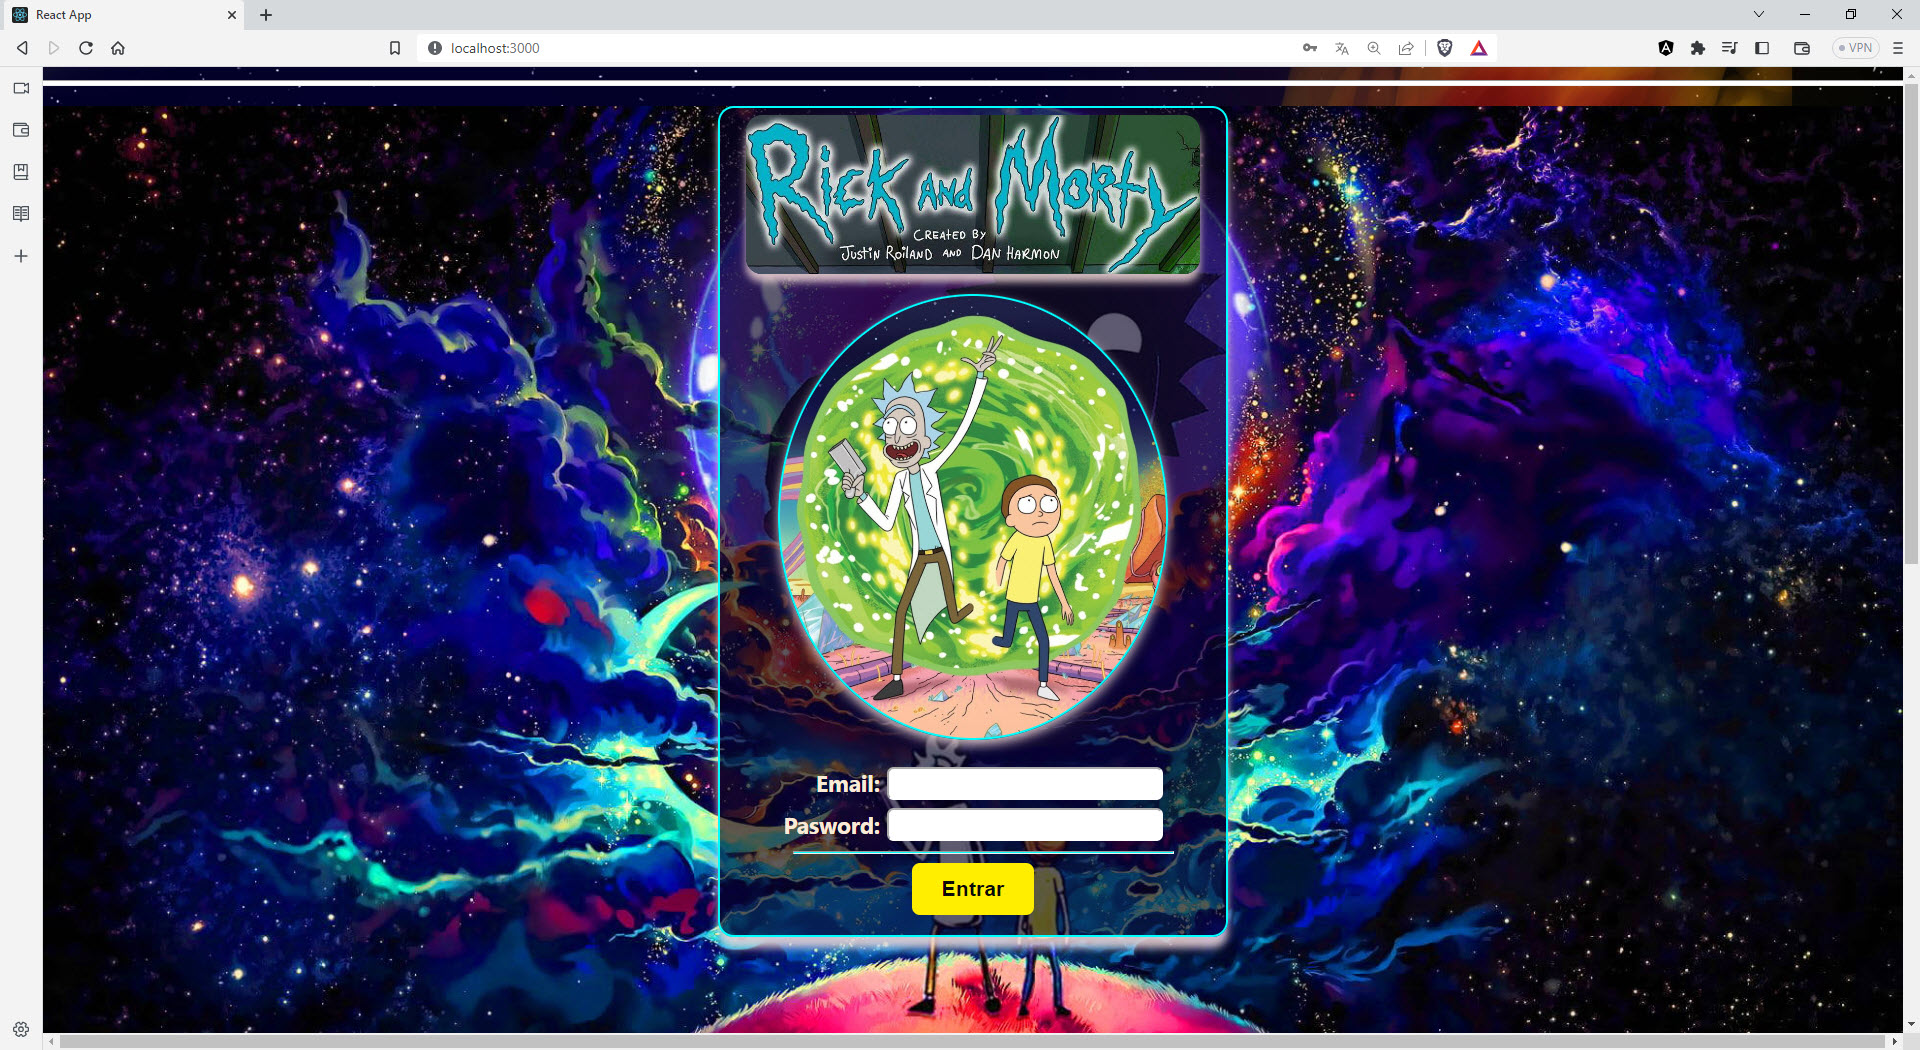 React App
localhost:3000
VPN
Rick and Morty
Created by
Justin Roiland and Dan Harmon
Email:
Pasword:
Entrar